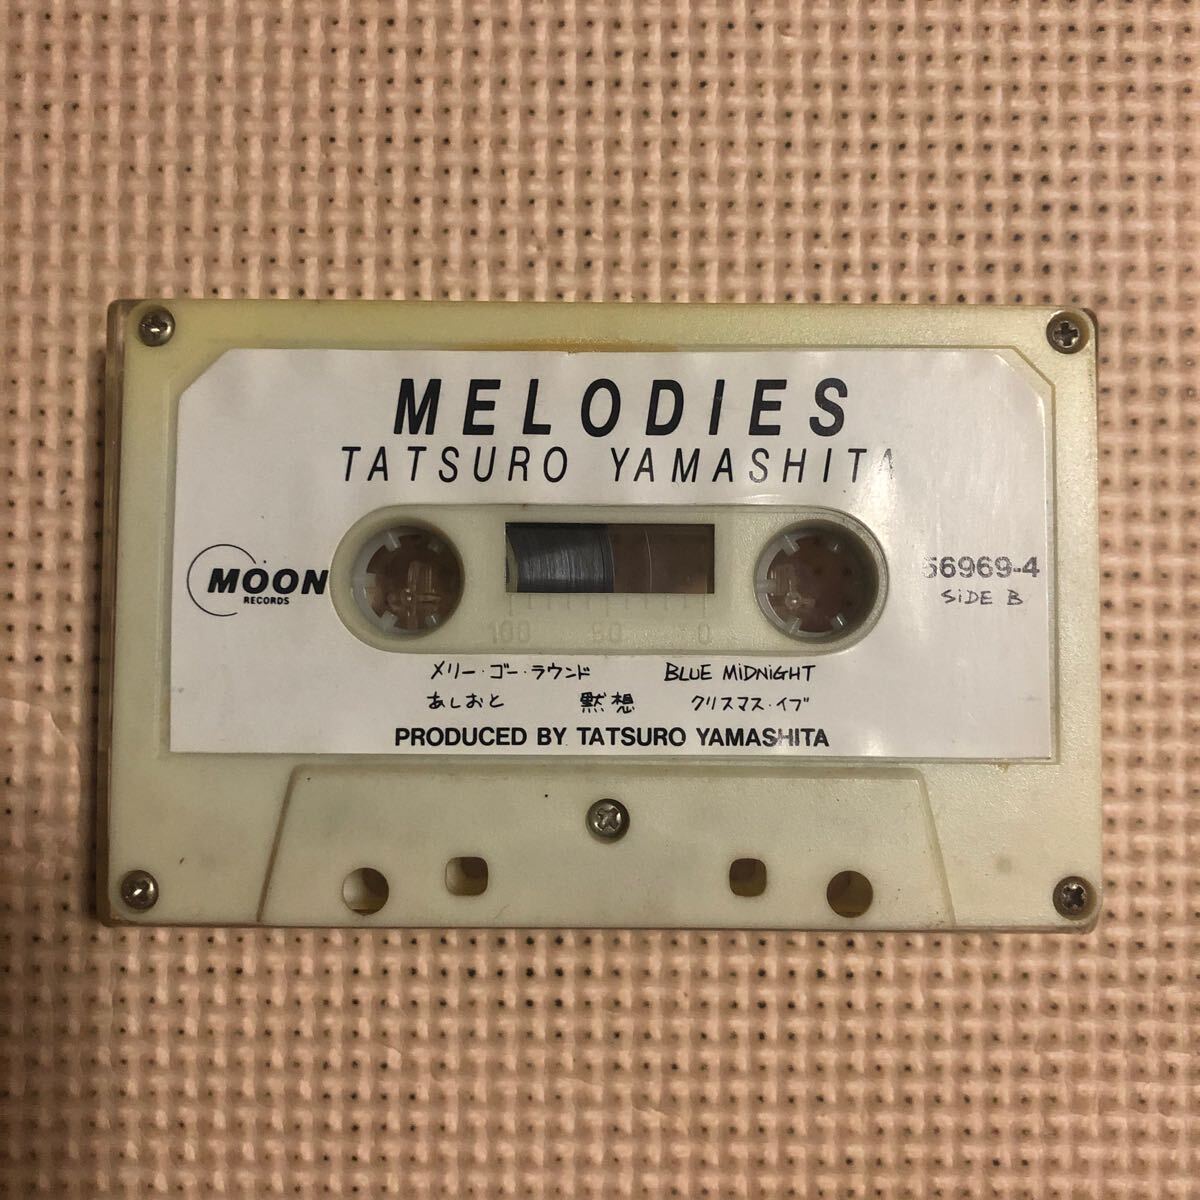 MELODIES
TATSURO YAMASHITA
MOON
RECORDS
56969-4
SiDE B
100 50 0
メリー・ゴー・ラウンド BLUE MiDNiGHT
あしおと 黙想 クリスマス・イブ
PRODUCED BY TATSURO YAMASHITA